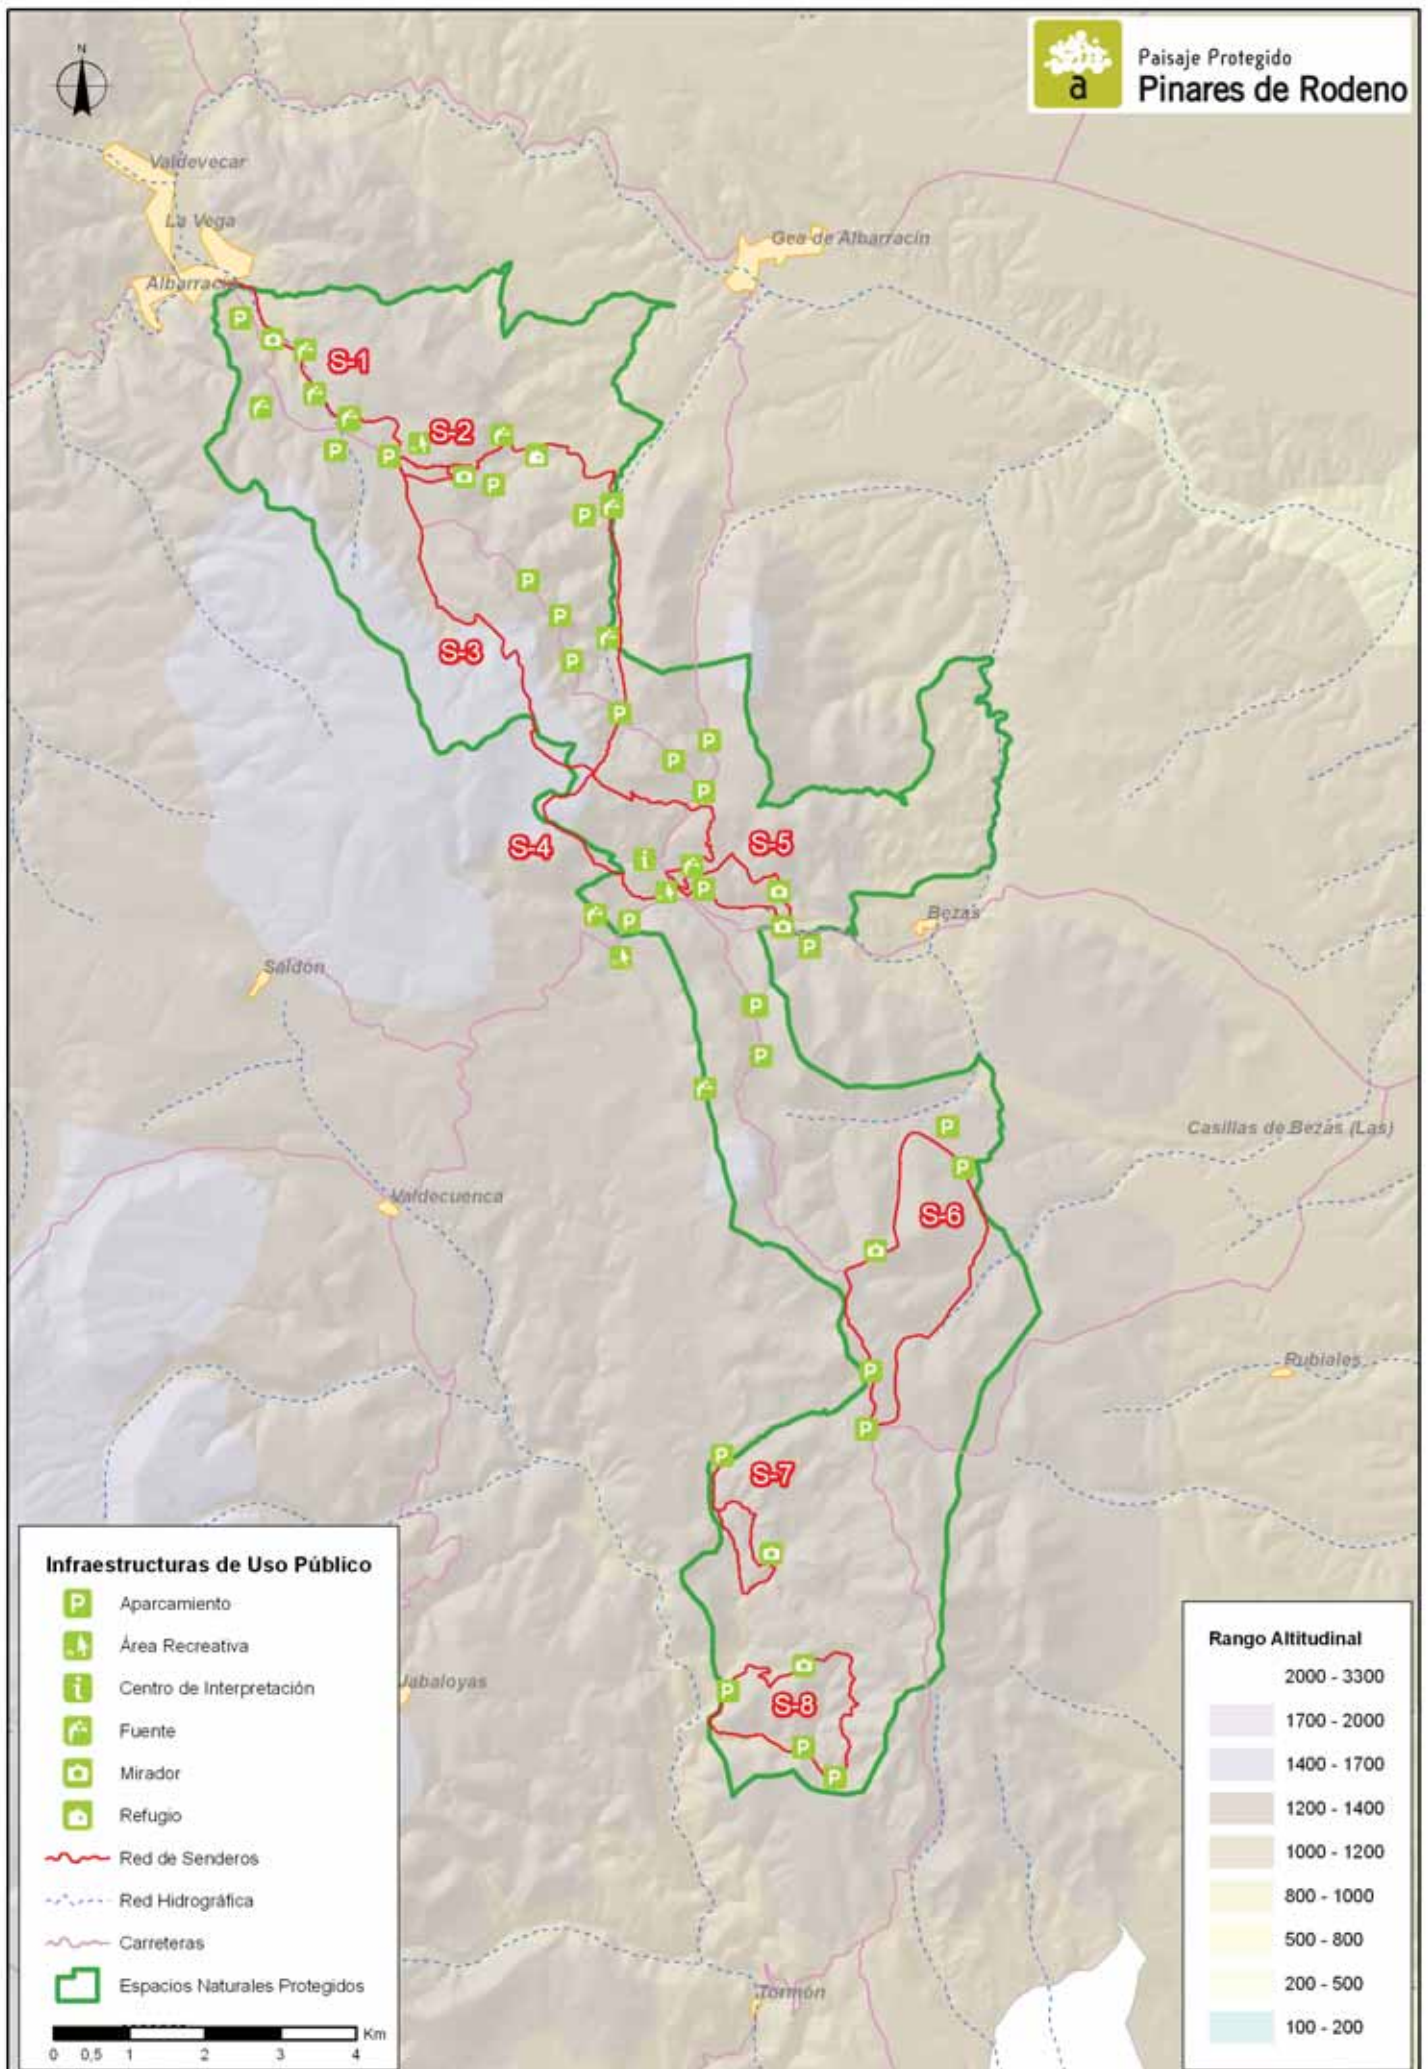 N
a
Paisaje Protegido
Pinares de Rodeno
Valdevecar
La Vega
Gea de Albarracín
Albarracín
S-1
P
S-2
P
P
P
P
P
P
S-3
P
P
P
P
P
S-4
S-5
i
P
P
Bezas
P
Saldón
P
P
P
Casillas de Bezas (Las)
P
Valdecuenca
S-6
Rubiales
P
P
P
S-7
Jabaloyas
P
S-8
P
P
Tormón
Infraestructuras de Uso Público
P Aparcamiento
Área Recreativa
i Centro de Interpretación
Fuente
Mirador
Refugio
Red de Senderos
Red Hidrográfica
Carreteras
Espacios Naturales Protegidos
Km
0 0,5 1 2 3 4
Rango Altitudinal
2000 - 3300
1700 - 2000
1400 - 1700
1200 - 1400
1000 - 1200
800 - 1000
500 - 800
200 - 500
100 - 200